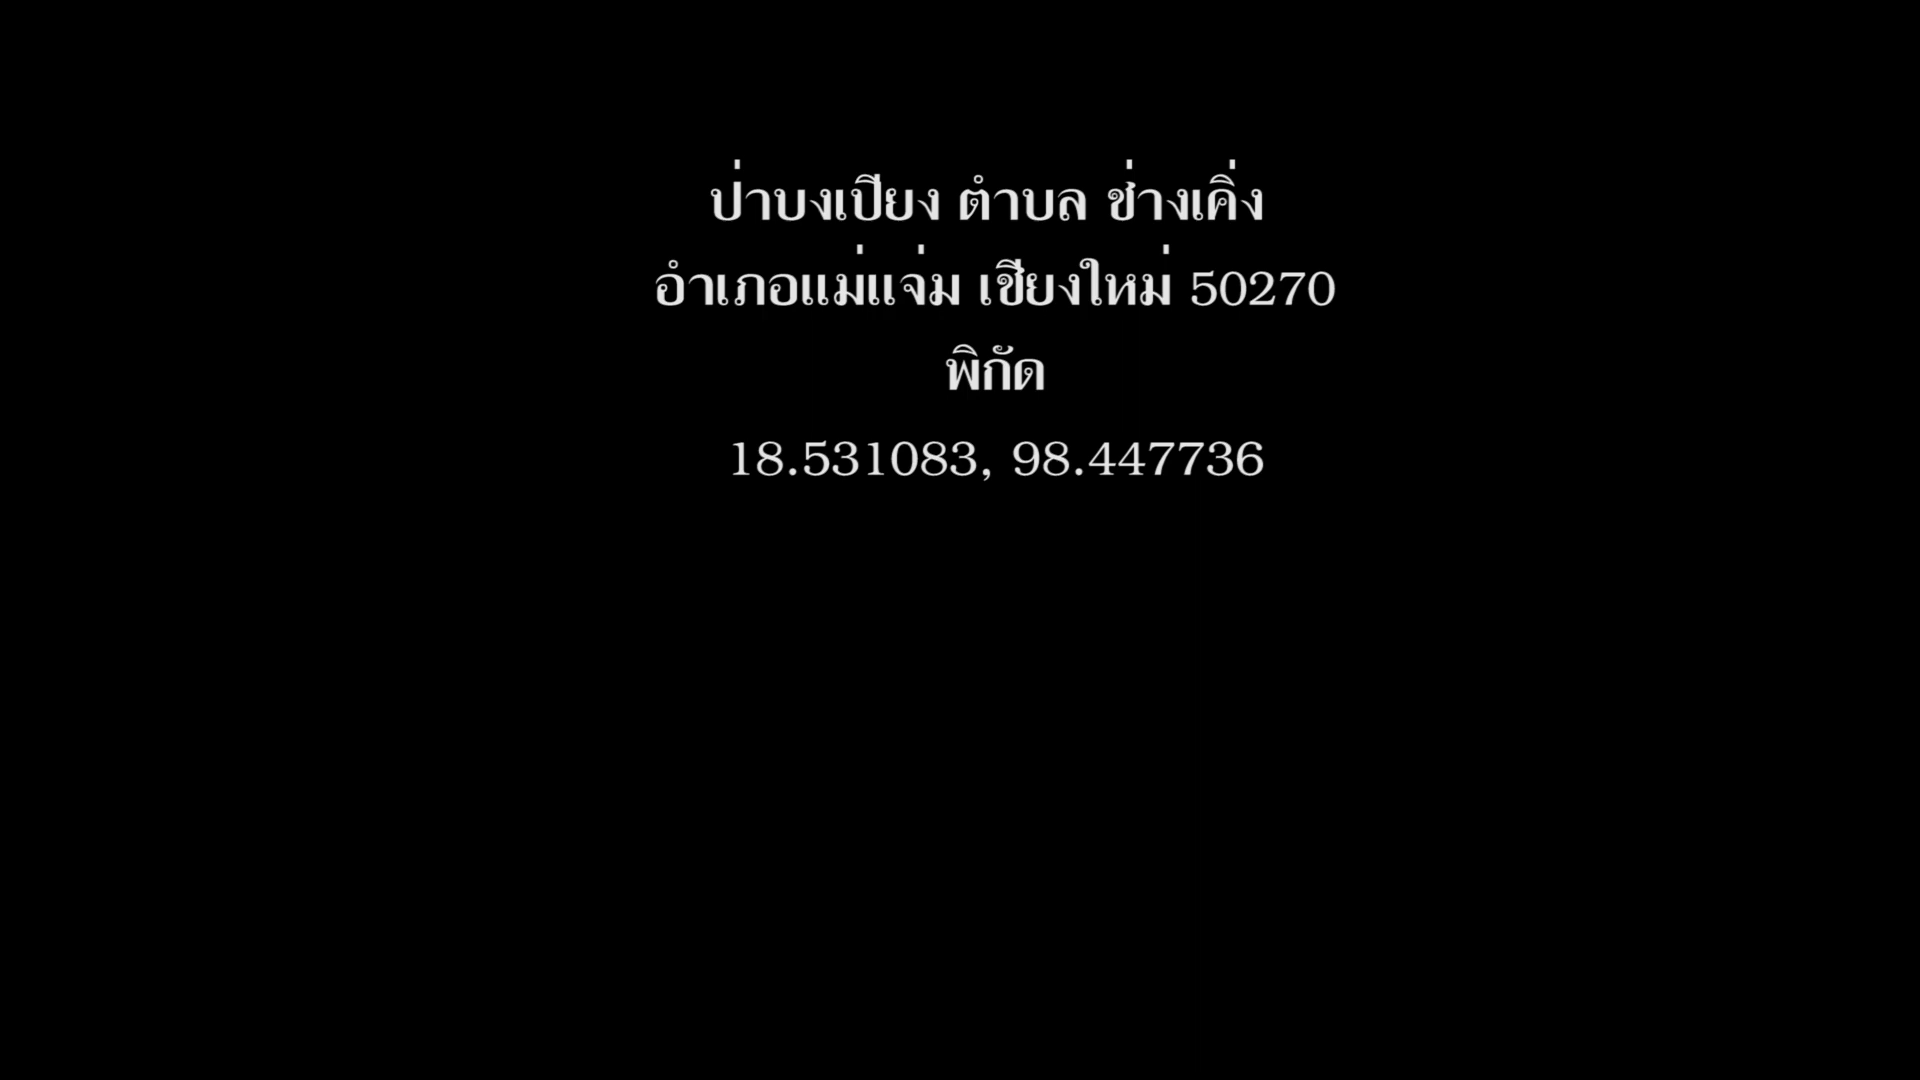 ป่าบงเปียง ตำบล ช่างเคิ่ง
อำเภอแม่แจ่ม เชียงใหม่ 50270
พิกัด
18.531083, 98.447736